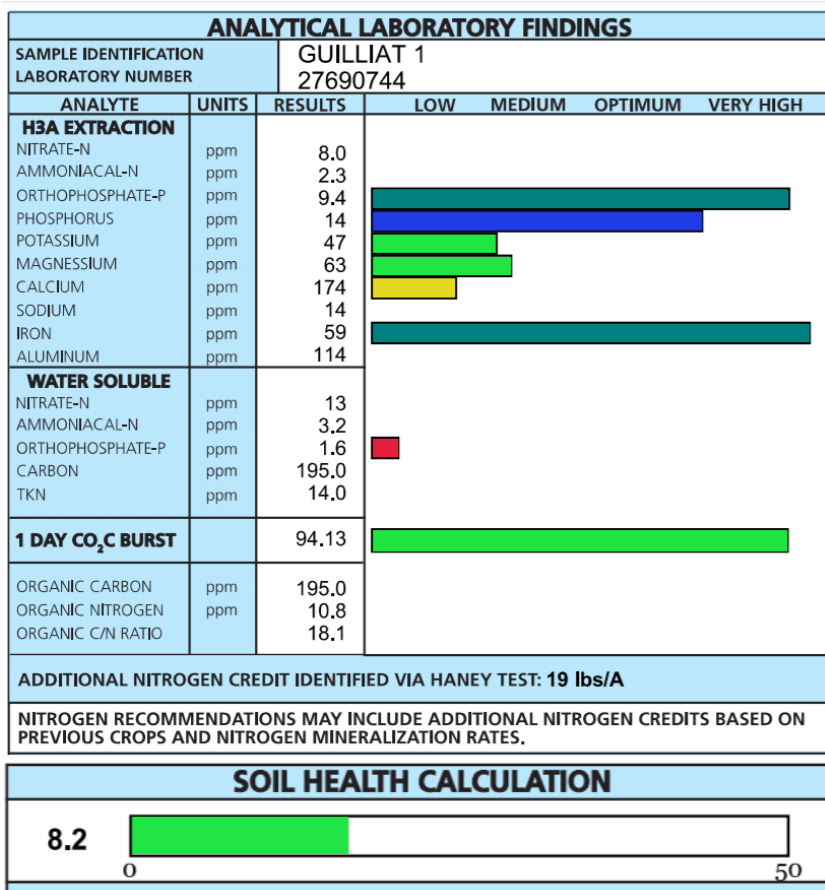 ANALYTICAL LABORATORY FINDINGS
SAMPLE IDENTIFICATION GUILLIAT 1
LABORATORY NUMBER 27690744
ANALYTE UNITS RESULTS LOW MEDIUM OPTIMUM VERY HIGH
H3A EXTRACTION
NITRATE-N ppm 8.0
AMMONIACAL-N ppm 2.3
ORTHOPHOSPHATE-P ppm 9.4
PHOSPHORUS ppm 14
POTASSIUM ppm 47
MAGNESSIUM ppm 63
CALCIUM ppm 174
SODIUM ppm 14
IRON ppm 59
ALUMINUM ppm 114
WATER SOLUBLE
NITRATE-N ppm 13
AMMONIACAL-N ppm 3.2
ORTHOPHOSPHATE-P ppm 1.6
CARBON ppm 195.0
TKN ppm 14.0
1 DAY CO₂C BURST 94.13
ORGANIC CARBON ppm 195.0
ORGANIC NITROGEN ppm 10.8
ORGANIC C/N RATIO 18.1
ADDITIONAL NITROGEN CREDIT IDENTIFIED VIA HANEY TEST: 19 lbs/A
NITROGEN RECOMMENDATIONS MAY INCLUDE ADDITIONAL NITROGEN CREDITS BASED ON
PREVIOUS CROPS AND NITROGEN MINERALIZATION RATES.
SOIL HEALTH CALCULATION
8.2
0 50